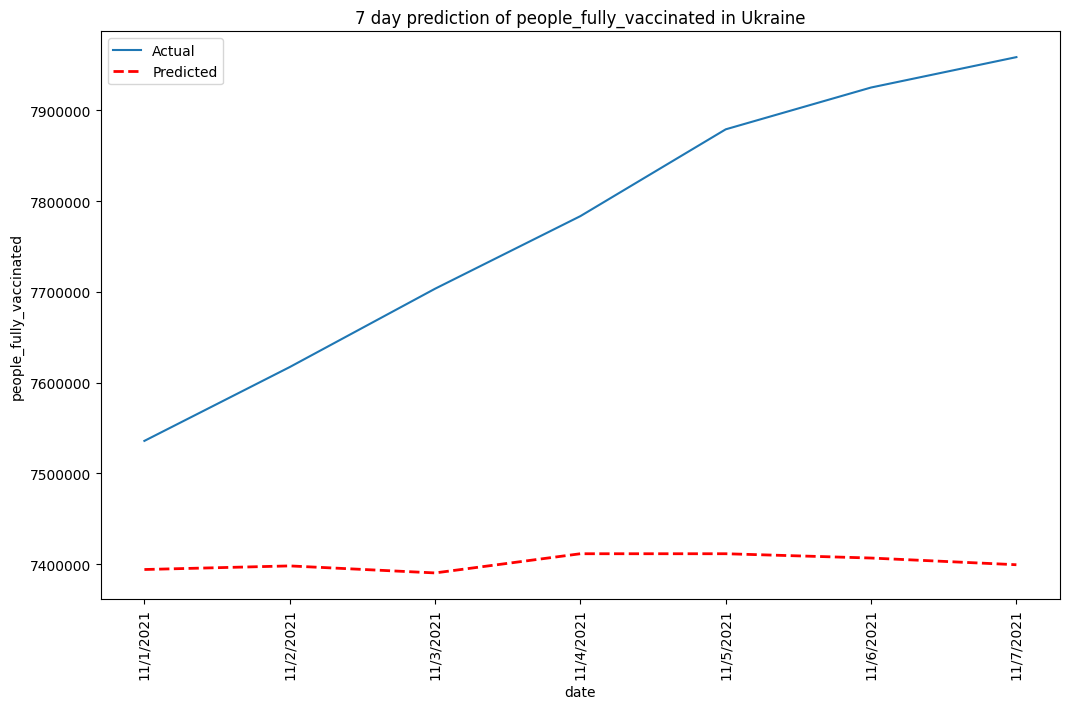 7 day prediction of people_fully_vaccinated in Ukraine
Actual
Predicted
7900000
7800000
7700000
7600000
7500000
7400000
people_fully_vaccinated
11/1/2021
11/2/2021
11/3/2021
11/4/2021
11/5/2021
11/6/2021
11/7/2021
date